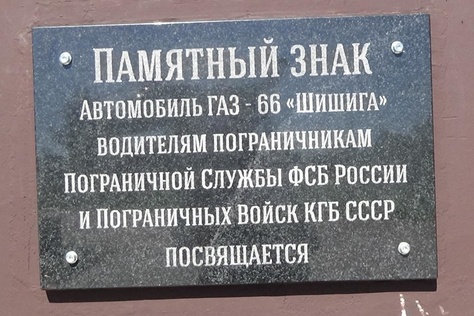 Памятный знак
Автомобиль ГАЗ - 66 «Шишига»
водителям пограничникам
Пограничной Службы ФСБ России
и Пограничных Войск КГБ СССР
посвящается